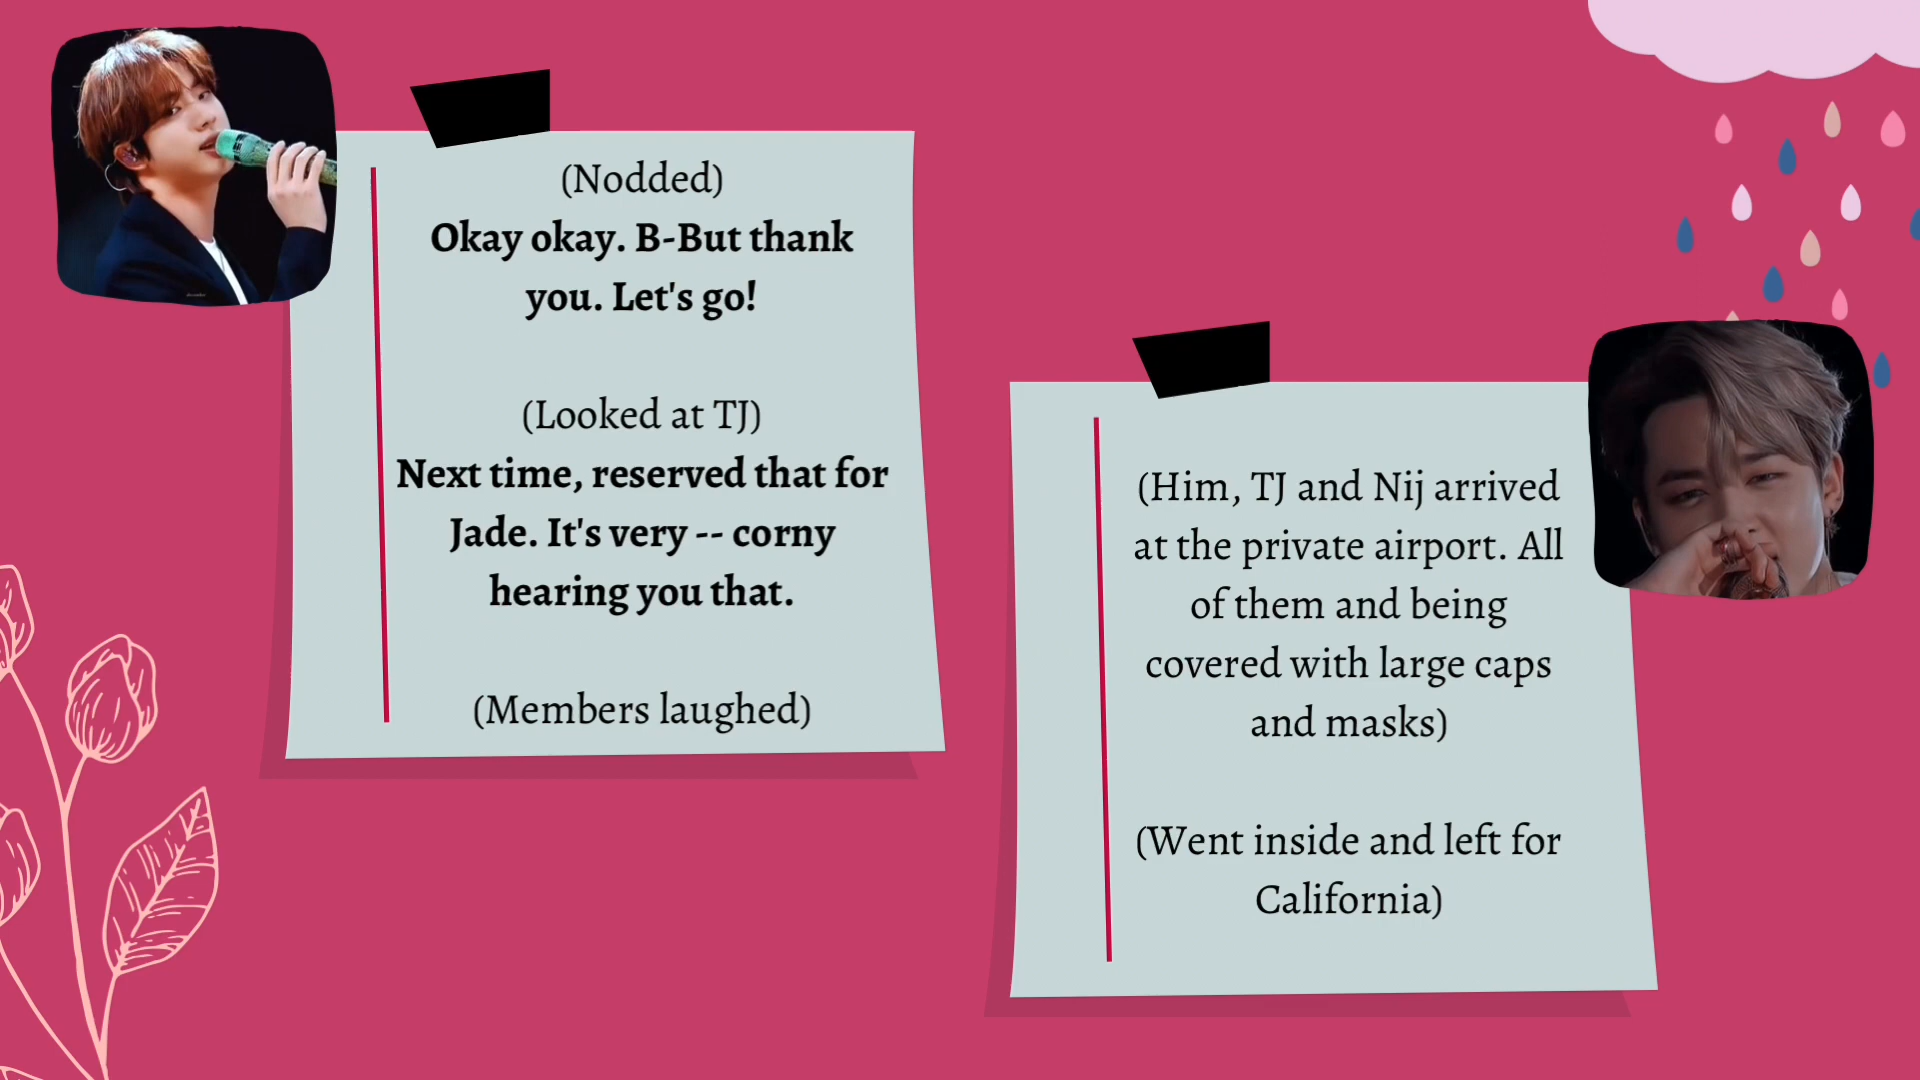 (Nodded)
Okay okay. B-But thank
you. Let's go!
(Looked at TJ)
Next time, reserved that for
Jade. It's very -- corny
hearing you that.
(Members laughed)
(Him, TJ and Nij arrived
at the private airport. All
of them and being
covered with large caps
and masks)
(Went inside and left for
California)